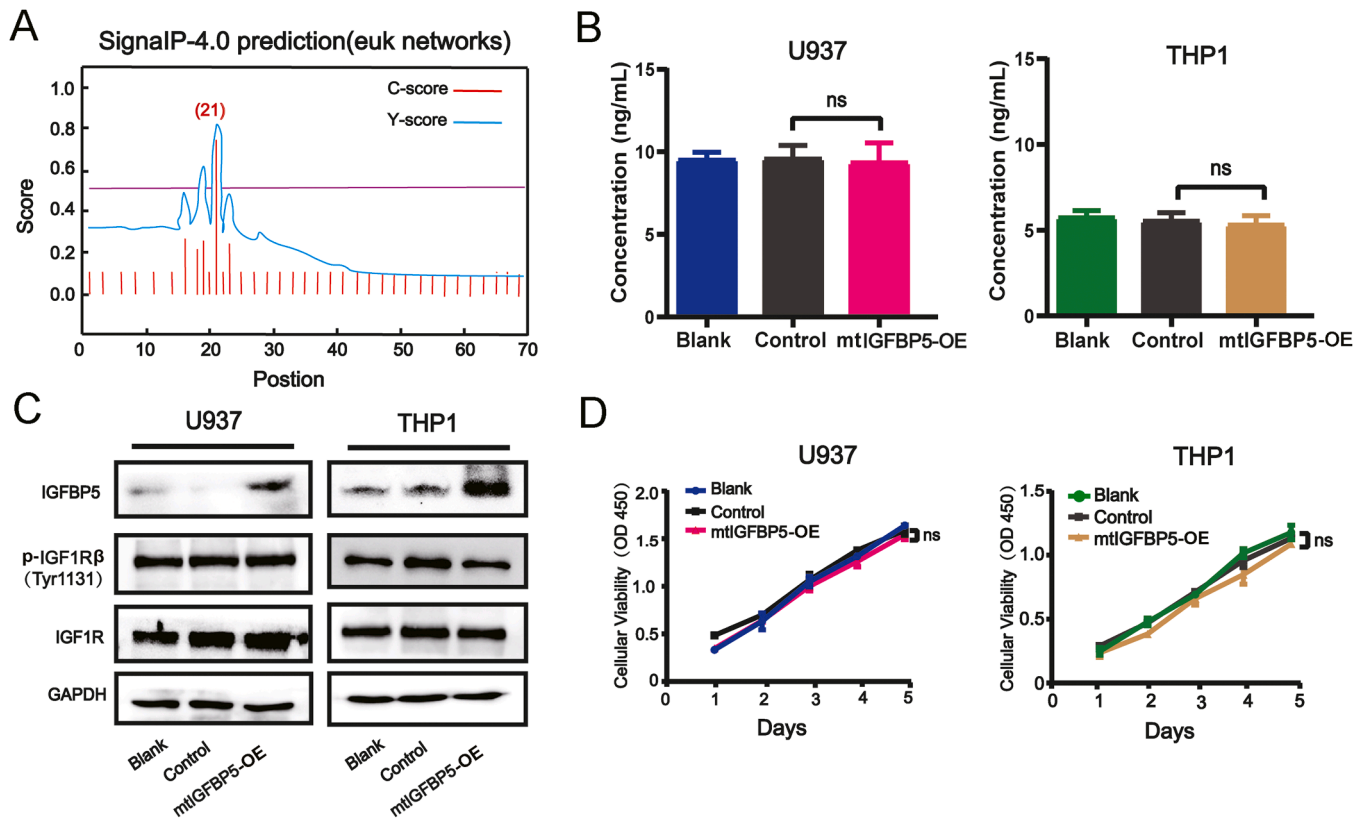 A
SignalP-4.0 prediction(euk networks)
C-score
Y-score
(21)
Score
1.0
0.8
0.6
0.4
0.2
0.0
0 10 20 30 40 50 60 70
Postion
B
U937
Concentration (ng/mL)
15
10
5
0
ns
Blank Control mtIGFBP5-OE
THP1
Concentration (ng/mL)
15
10
5
0
ns
Blank Control mtIGFBP5-OE
C
U937 THP1
IGFBP5
p-IGF1Rβ
(Tyr1131)
IGF1R
GAPDH
Blank Control mtIGFBP5-OE
Blank Control mtIGFBP5-OE
D
U937
Cellular Viability (OD 450)
2.0
1.5
1.0
0.5
0
Blank
Control
mtIGFBP5-OE
ns
0 1 2 3 4 5
Days
THP1
Cellular Viability (OD 450)
1.5
1.0
0.5
0
Blank
Control
mtIGFBP5-OE
ns
0 1 2 3 4 5
Days